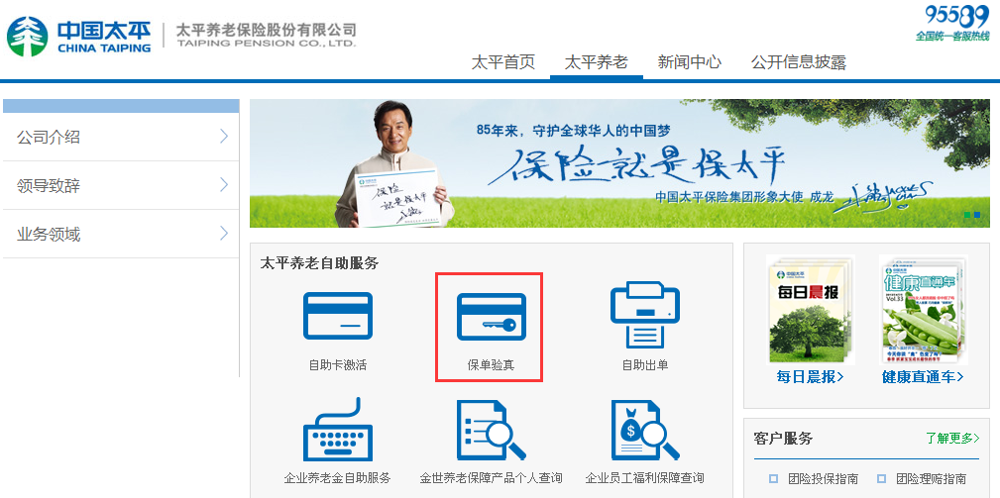 中国太平
CHINA TAIPING
太平养老保险股份有限公司
TAIPING PENSION CO.,LTD.
95589
全国统一客服热线
太平首页
太平养老
新闻中心
公开信息披露
公司介绍
领导致辞
业务领域
85年来，守护全球华人的中国梦
保险就是保太平
中国太平保险集团形象大使 成龙
保险
就是
太平养老自助服务
自助卡激活
保单验真
自助出单
企业养老金自助服务
金世养老保障产品个人查询
企业员工福利保障查询
中国太平
每日晨报
健康直通车
Vol.33
每日晨报>
健康直通车>
客户服务
了解更多>
团险投保指南
团险理赔指南